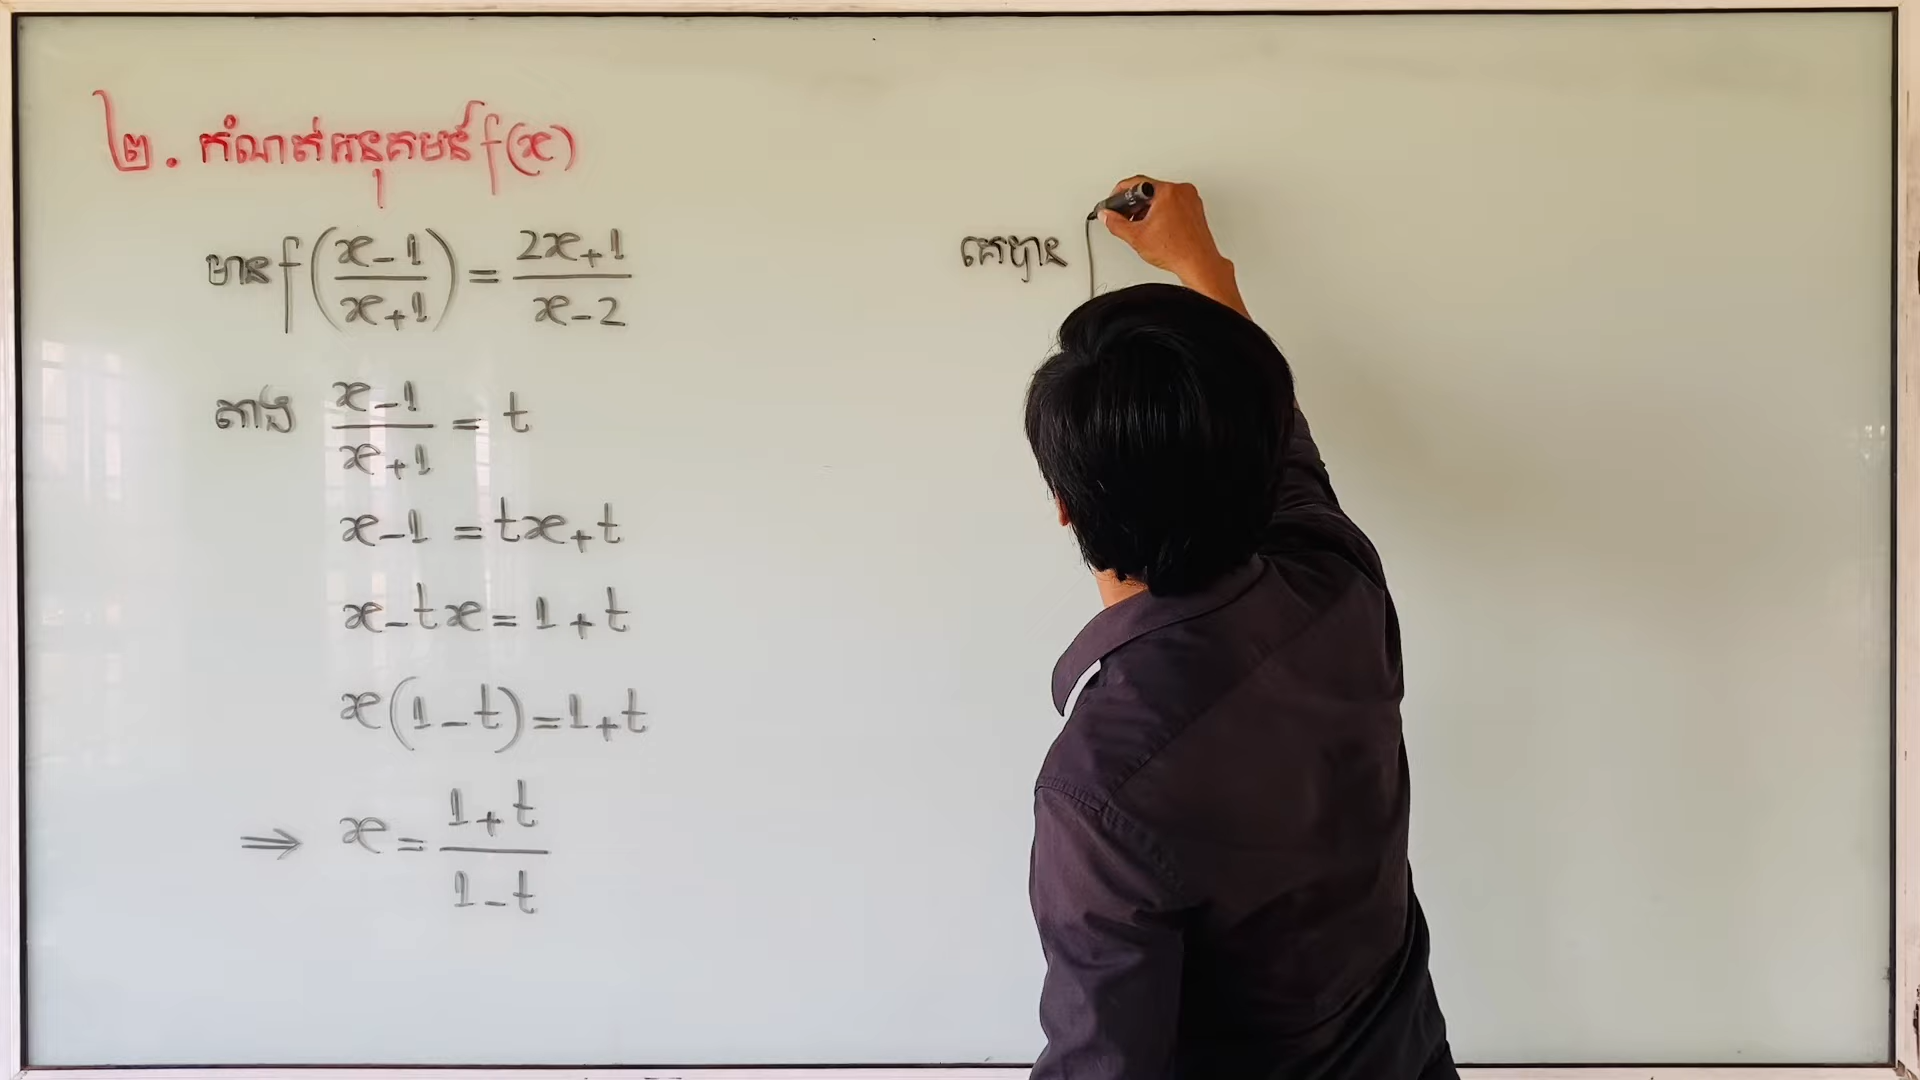 ២. កំណត់អនុគមន៍ f(x)
មាន f((x-1)/(x+1)) = (2x+1)/(x-2)
តាង (x-1)/(x+1) = t
x-1 = tx+t
x-tx = 1+t
x(1-t) = 1+t
⇒ x = (1+t)/(1-t)
គេបាន